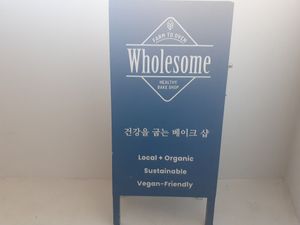 FARM TO OVEN
Wholesome
HEALTHY
BAKE SHOP
건강을 굽는 베이크 샵
Local + Organic
Sustainable
Vegan-Friendly